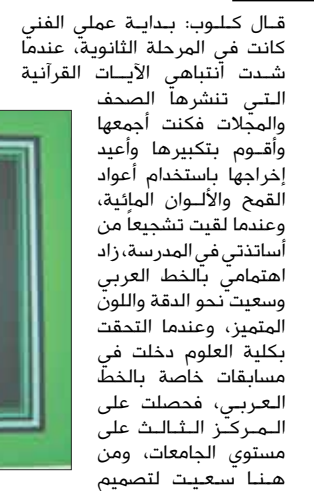 قال كلوب: بداية عملي الفني
كانت في المرحلة الثانوية، عندما
شدت انتباهي الآيات القرآنية
التي تنشرها الصحف
والمجلات فكنت أجمعها
وأقوم بتكبيرها وأعيد
إخراجها باستخدام أعواد
القمح والألوان المائية،
وعندما لقيت تشجيعاً من
أساتذتي في المدرسة، زاد
اهتمامي بالخط العربي
وسعيت نحو الدقة واللون
المتميز، وعندما التحقت
بكلية العلوم دخلت في
مسابقات خاصة بالخط
العربي، فحصلت على
المركز الثالث على
مستوي الجامعات، ومن
هنا سعيت لتصميم